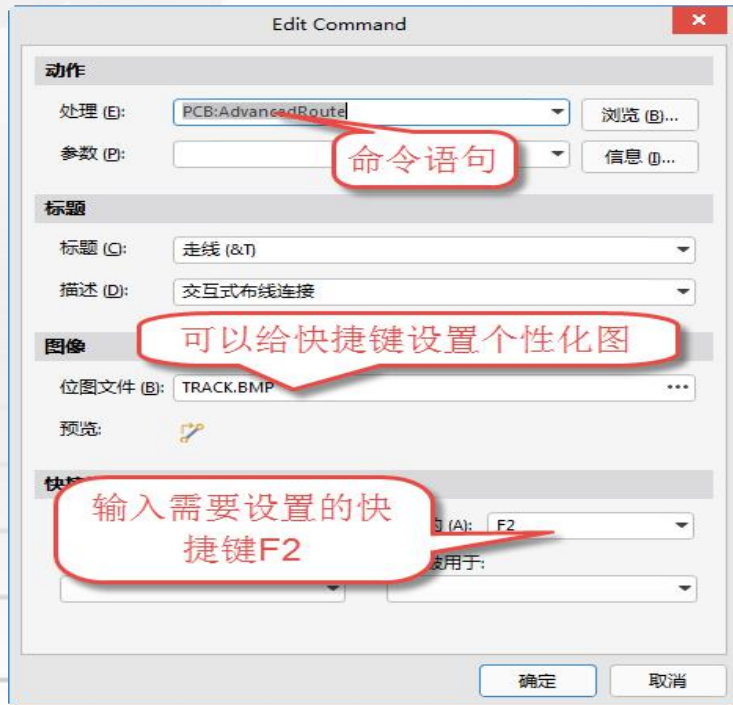 Edit Command
动作
处理 (E): PCB:AdvancedRoute 浏览 (B)...
参数 (P): 信息 (I)...
命令语句
标题
标题 (C): 走线 (&T)
描述 (D): 交互式布线连接
可以给快捷键设置个性化图
图像
位图文件 (B): TRACK.BMP ...
预览:
输入需要设置的快
捷键F2
(A): F2
被用于:
确定 取消